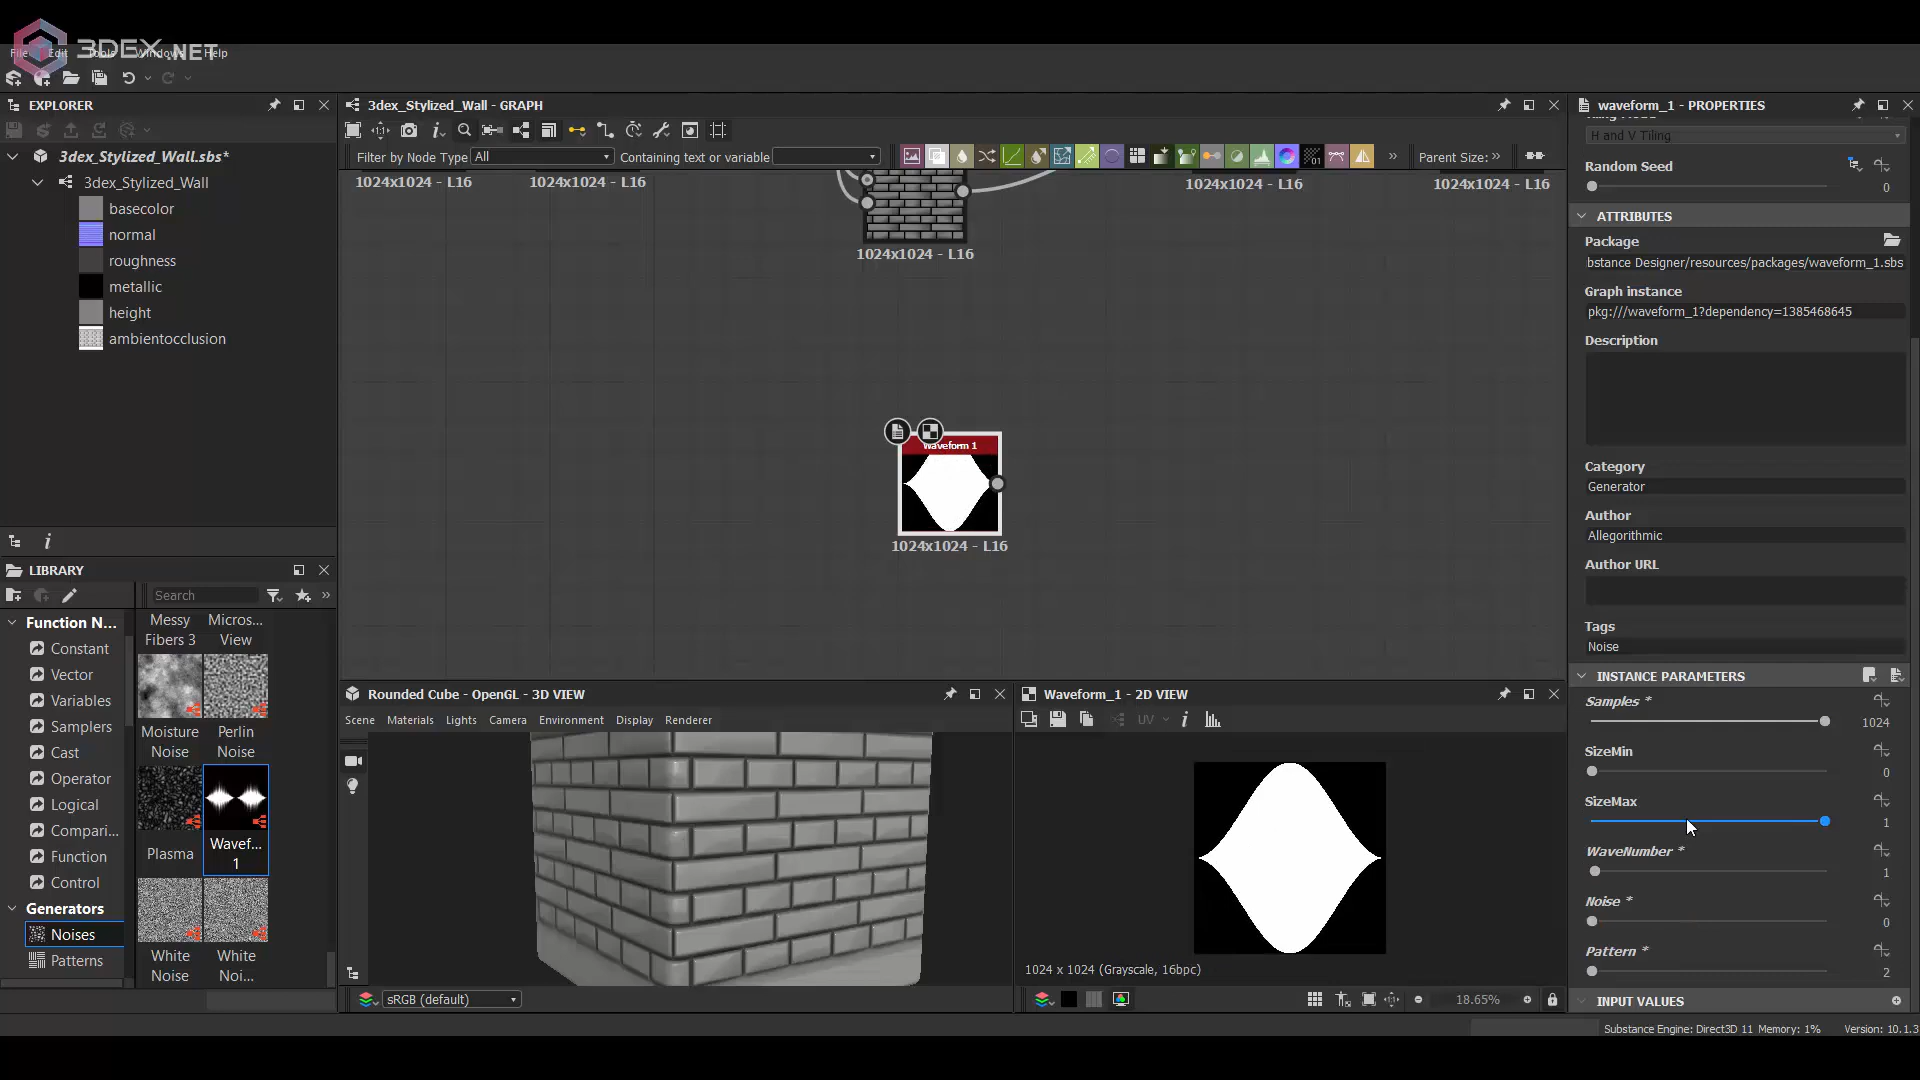 3DEX.NET
File Edit Tools Windows Help
EXPLORER
3dex_Stylized_Wall.sbs*
3dex_Stylized_Wall
basecolor
normal
roughness
metallic
height
ambientocclusion
LIBRARY
Search
Function N...
Constant
Vector
Variables
Samplers
Cast
Operator
Logical
Compari...
Function
Control
Generators
Noises
Patterns
Messy
Fibers 3
Micros...
View
Moisture
Noise
Perlin
Noise
Plasma
Wavef...
1
White
Noise
White
Noi...
3dex_Stylized_Wall - GRAPH
Filter by Node Type
All
Containing text or variable
Parent Size:
1024x1024 - L16
1024x1024 - L16
1024x1024 - L16
1024x1024 - L16
1024x1024 - L16
Waveform 1
1024x1024 - L16
Rounded Cube - OpenGL - 3D VIEW
Scene Materials Lights Camera Environment Display Renderer
sRGB (default)
Waveform_1 - 2D VIEW
UV
1024 x 1024 (Grayscale, 16bpc)
18.65%
waveform_1 - PROPERTIES
H and V Tiling
Random Seed
0
ATTRIBUTES
Package
bstance Designer/resources/packages/waveform_1.sbs
Graph instance
pkg:///waveform_1?dependency=1385468645
Description
Category
Generator
Author
Allegorithmic
Author URL
Tags
Noise
INSTANCE PARAMETERS
Samples *
1024
SizeMin
0
SizeMax
1
WaveNumber *
1
Noise *
0
Pattern *
2
INPUT VALUES
Substance Engine: Direct3D 11 Memory: 1%
Version: 10.1.3